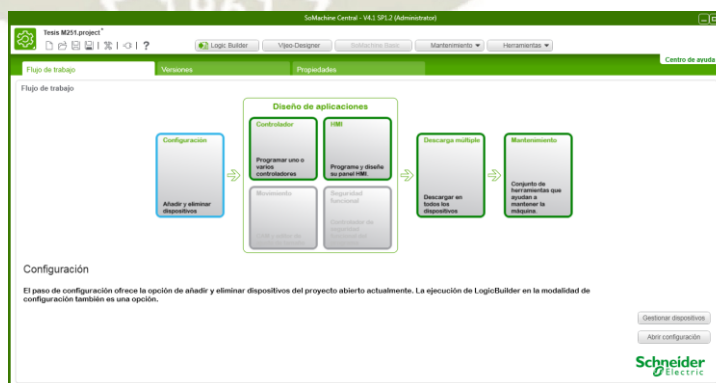 SoMachine Central - V4.1 SP1.2 (Administrator)
Tesis M251.project*
Logic Builder
Vijeo-Designer
SoMachine Basic
Mantenimiento
Herramientas
Centro de ayuda
Flujo de trabajo
Versiones
Propiedades
Flujo de trabajo
Diseño de aplicaciones
Configuración
Añadir y eliminar
dispositivos
Controlador
Programar uno o
varios
controladores
HMI
Programe y diseñe
su panel HMI.
Movimiento
Seguridad
funcional
Descarga múltiple
Descargar en
todos los
dispositivos
Mantenimiento
Conjunto de
herramientas que
ayudan a
mantener la
máquina.
Configuración
El paso de configuración ofrece la opción de añadir y eliminar dispositivos del proyecto abierto actualmente. La ejecución de LogicBuilder en la modalidad de
configuración también es una opción.
Gestionar dispositivos
Abrir configuración
Schneider
Electric